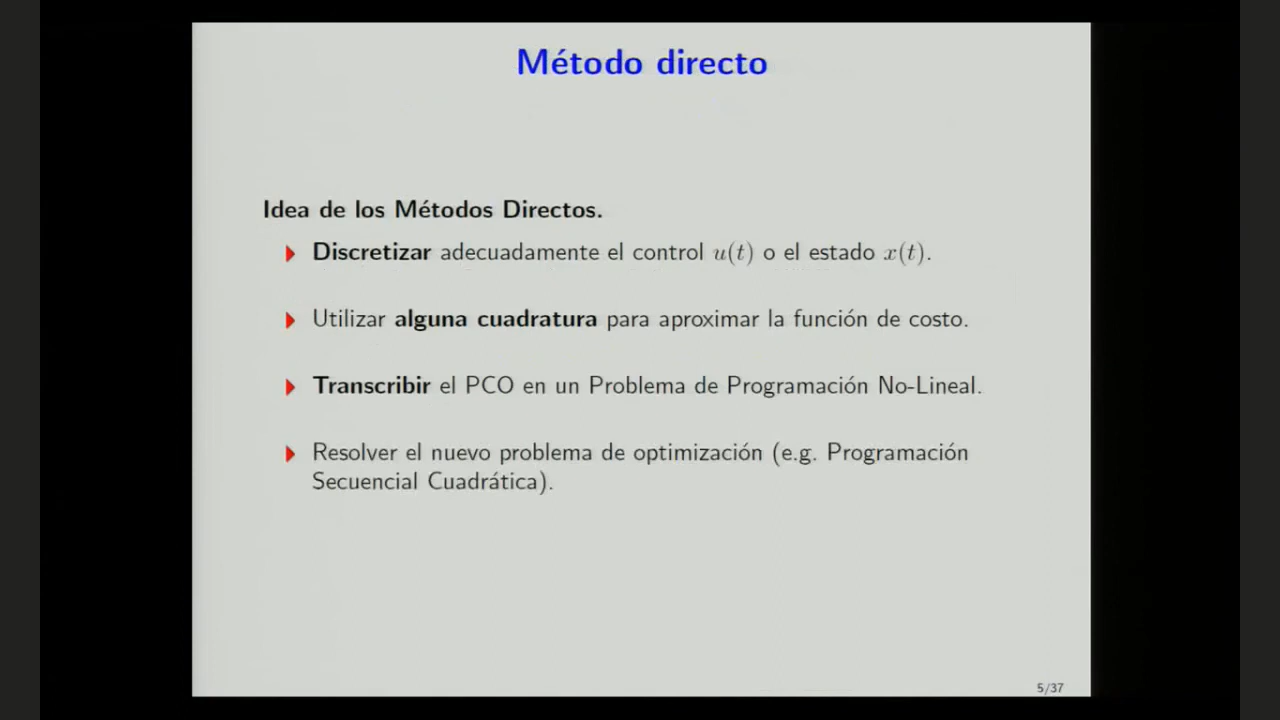 Método directo
Idea de los Métodos Directos.
Discretizar adecuadamente el control u(t) o el estado x(t).
Utilizar alguna cuadratura para aproximar la función de costo.
Transcribir el PCO en un Problema de Programación No-Lineal.
Resolver el nuevo problema de optimización (e.g. Programación
Secuencial Cuadrática).
5/37